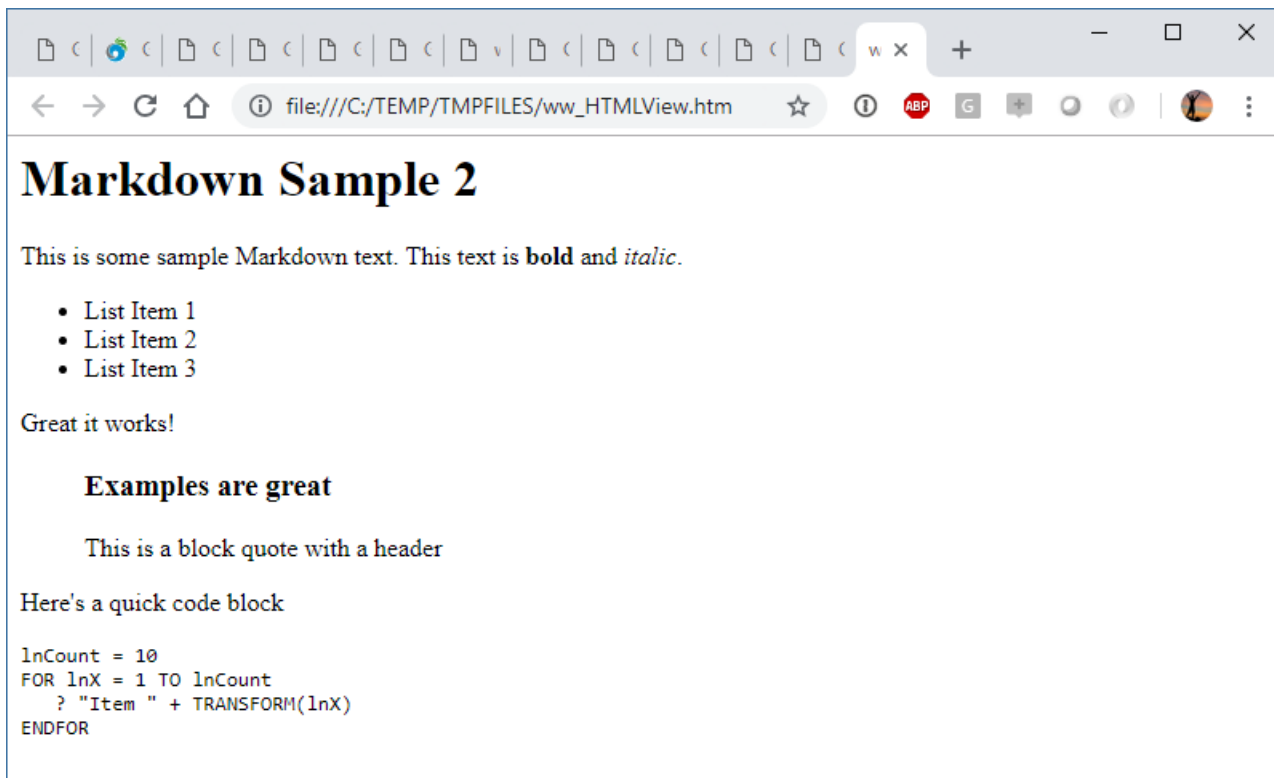 file:///C:/TEMP/TMPFILES/ww_HTMLView.htm
ABP
G
Markdown Sample 2
This is some sample Markdown text. This text is bold and italic.
• List Item 1
• List Item 2
• List Item 3
Great it works!
Examples are great
This is a block quote with a header
Here's a quick code block
lnCount = 10
FOR lnX = 1 TO lnCount
   ? "Item " + TRANSFORM(lnX)
ENDFOR